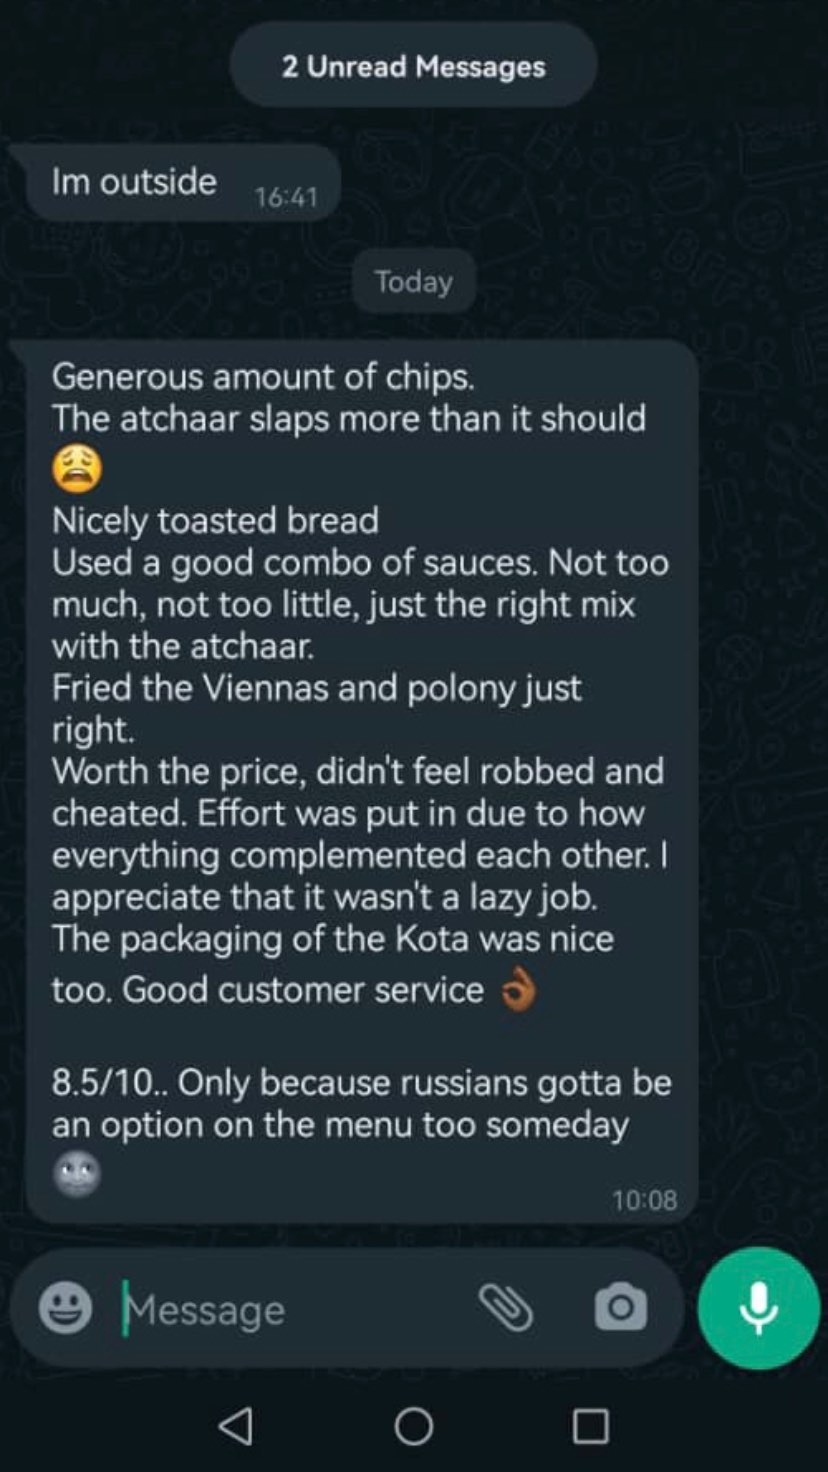 2 Unread Messages
Im outside
16:41
Today
Generous amount of chips.
The atchaar slaps more than it should
😩
Nicely toasted bread
Used a good combo of sauces. Not too
much, not too little, just the right mix
with the atchaar.
Fried the Viennas and polony just
right.
Worth the price, didn't feel robbed and
cheated. Effort was put in due to how
everything complemented each other. I
appreciate that it wasn't a lazy job.
The packaging of the Kota was nice
too. Good customer service 👌🏾
8.5/10.. Only because russians gotta be
an option on the menu too someday
🌚
10:08
Message